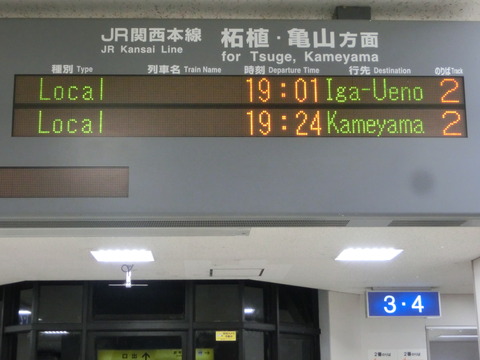 JR関西本線 柘植・亀山方面
JR Kansai Line for Tsuge, Kameyama
種別 Type 列車名 Train Name 時刻 Departure Time 行先 Destination のりば Track
Local 19:01 Iga-Ueno 2
Local 19:24 Kameyama 2
3・4